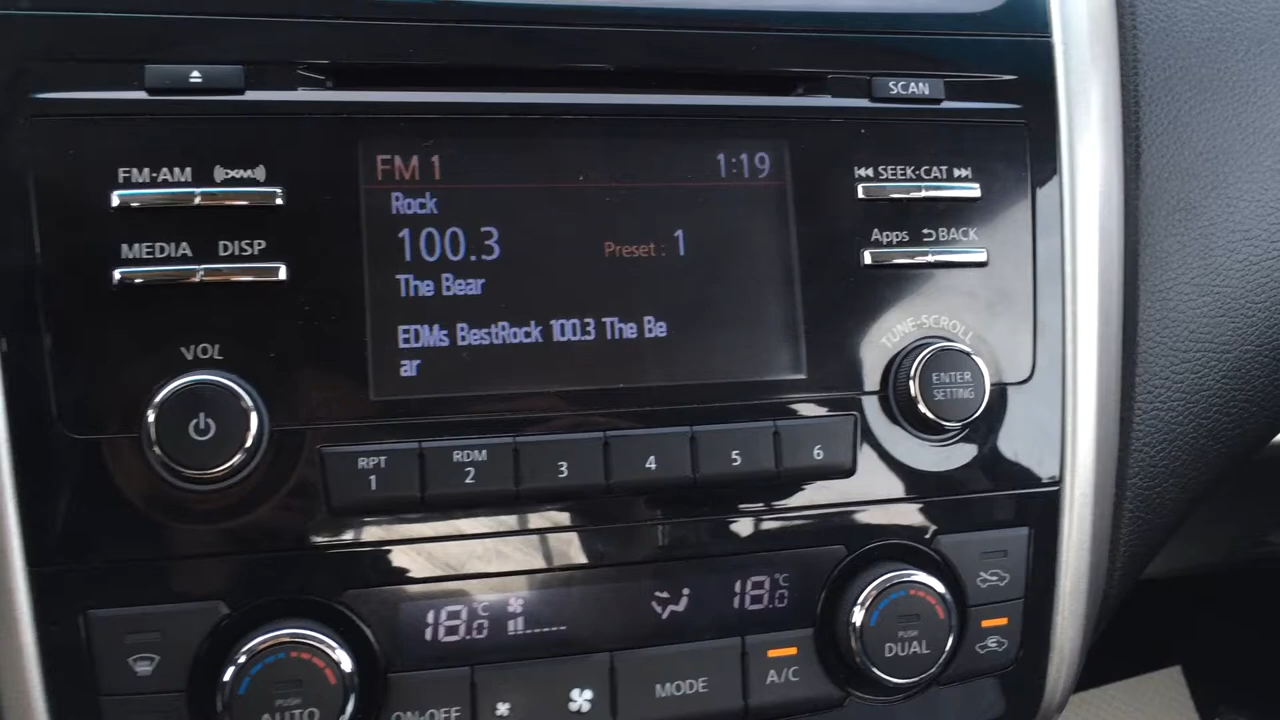 SCAN
FM·AM XM
SEEK·CAT
MEDIA DISP
Apps BACK
VOL
TUNE·SCROLL
ENTER
SETTING
FM 1 1:19
Rock
100.3 Preset : 1
The Bear
EDMs BestRock 100.3 The Be
ar
RPT
1
RDM
2
3
4
5
6
18.0°C
18.0°C
PUSH
AUTO
ON·OFF
MODE
A/C
PUSH
DUAL